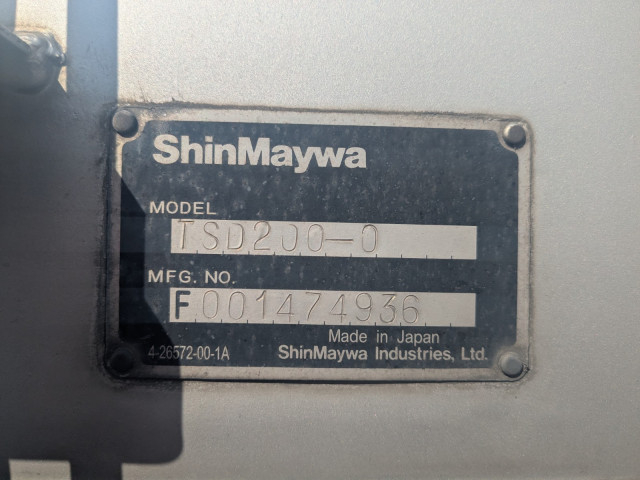 ShinMaywa
MODEL
TSD200-0
MFG. NO.
F001474936
Made in Japan
4-26572-00-1A
ShinMaywa Industries, Ltd.